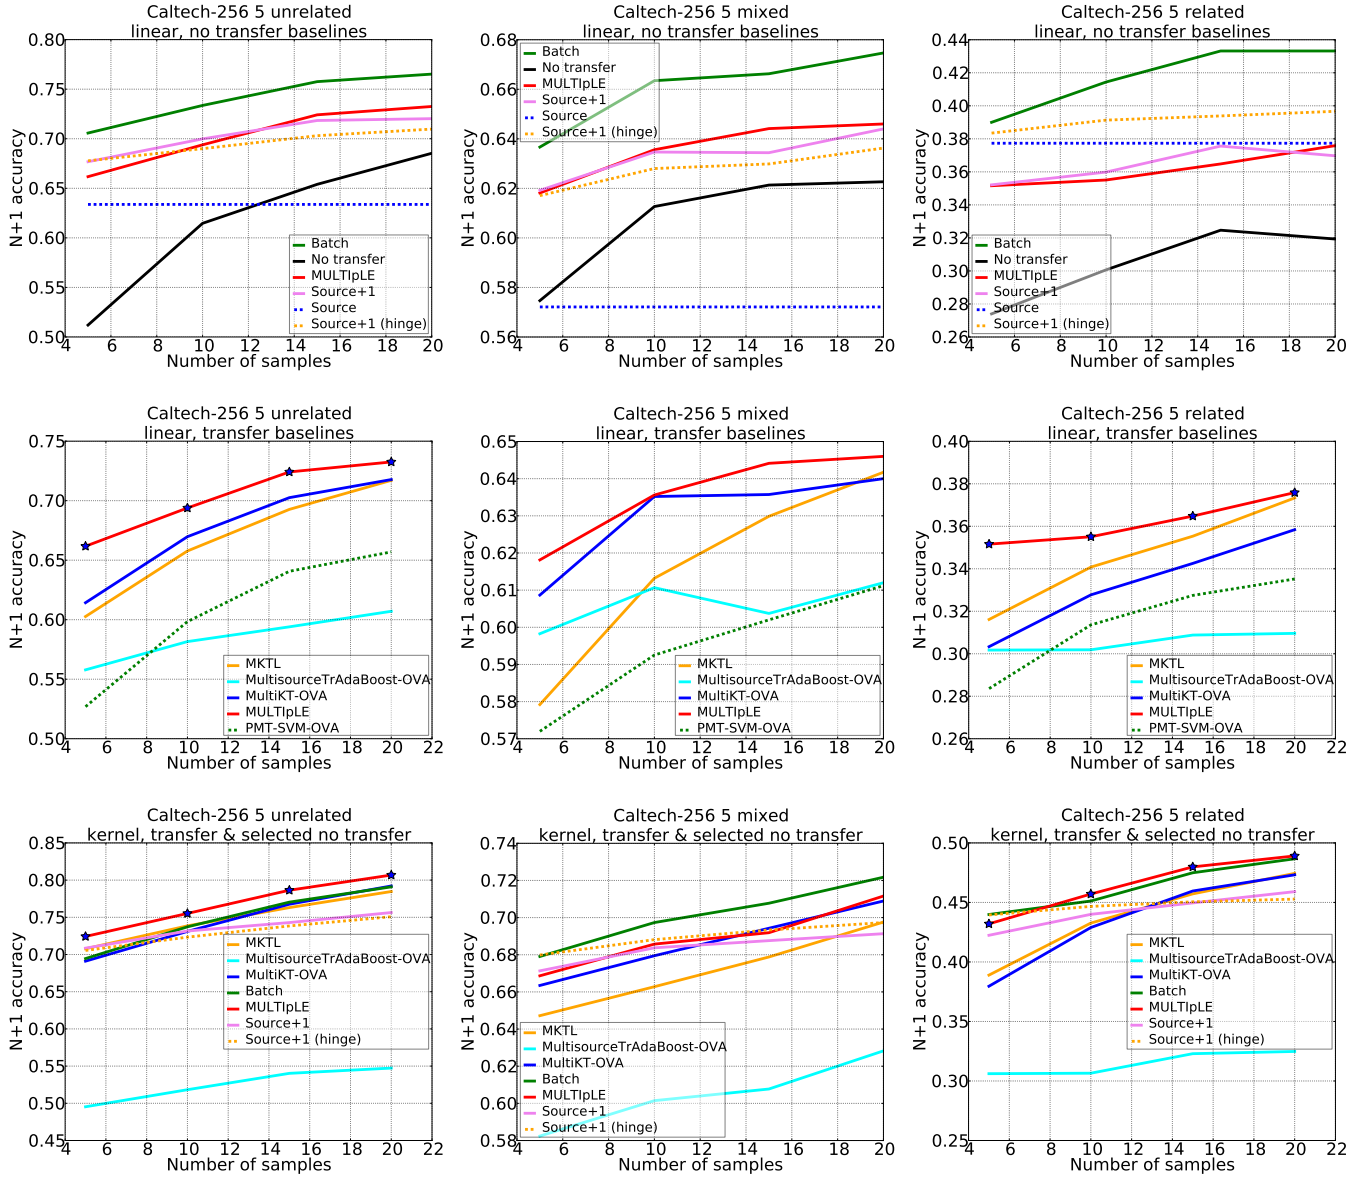 Caltech-256 5 unrelated
linear, no transfer baselines
N+1 accuracy
0.80
0.75
0.70
0.65
0.60
0.55
0.50
Batch
No transfer
MULTIpLE
Source+1
Source
Source+1 (hinge)
4 6 8 10 12 14 16 18 20
Number of samples
Caltech-256 5 mixed
linear, no transfer baselines
N+1 accuracy
0.68
0.66
0.64
0.62
0.60
0.58
0.56
Batch
No transfer
MULTIpLE
Source+1
Source
Source+1 (hinge)
4 6 8 10 12 14 16 18 20
Number of samples
Caltech-256 5 related
linear, no transfer baselines
N+1 accuracy
0.44
0.42
0.40
0.38
0.36
0.34
0.32
0.30
0.28
0.26
Batch
No transfer
MULTIpLE
Source+1
Source
Source+1 (hinge)
4 6 8 10 12 14 16 18 20
Number of samples
Caltech-256 5 unrelated
linear, transfer baselines
N+1 accuracy
0.75
0.70
0.65
0.60
0.55
0.50
MKTL
MultisourceTrAdaBoost-OVA
MultiKT-OVA
MULTIpLE
PMT-SVM-OVA
4 6 8 10 12 14 16 18 20 22
Number of samples
Caltech-256 5 mixed
linear, transfer baselines
N+1 accuracy
0.65
0.64
0.63
0.62
0.61
0.60
0.59
0.58
0.57
MKTL
MultisourceTrAdaBoost-OVA
MultiKT-OVA
MULTIpLE
PMT-SVM-OVA
4 6 8 10 12 14 16 18 20
Number of samples
Caltech-256 5 related
linear, transfer baselines
N+1 accuracy
0.40
0.38
0.36
0.34
0.32
0.30
0.28
0.26
MKTL
MultisourceTrAdaBoost-OVA
MultiKT-OVA
MULTIpLE
PMT-SVM-OVA
4 6 8 10 12 14 16 18 20 22
Number of samples
Caltech-256 5 unrelated
kernel, transfer & selected no transfer
N+1 accuracy
0.85
0.80
0.75
0.70
0.65
0.60
0.55
0.50
0.45
MKTL
MultisourceTrAdaBoost-OVA
MultiKT-OVA
Batch
MULTIpLE
Source+1
Source+1 (hinge)
4 6 8 10 12 14 16 18 20 22
Number of samples
Caltech-256 5 mixed
kernel, transfer & selected no transfer
N+1 accuracy
0.74
0.72
0.70
0.68
0.66
0.64
0.62
0.60
0.58
MKTL
MultisourceTrAdaBoost-OVA
MultiKT-OVA
Batch
MULTIpLE
Source+1
Source+1 (hinge)
4 6 8 10 12 14 16 18 20
Number of samples
Caltech-256 5 related
kernel, transfer & selected no transfer
N+1 accuracy
0.50
0.45
0.40
0.35
0.30
0.25
MKTL
MultisourceTrAdaBoost-OVA
MultiKT-OVA
Batch
MULTIpLE
Source+1
Source+1 (hinge)
4 6 8 10 12 14 16 18 20 22
Number of samples